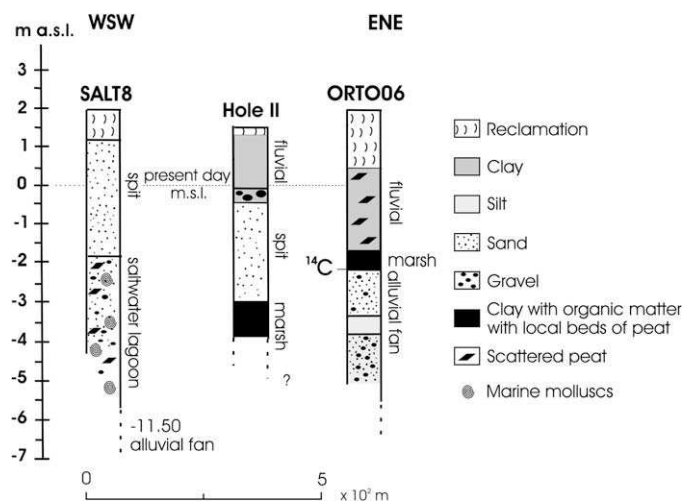 WSW
ENE
m a.s.l.
3
2
1
0
-1
-2
-3
-4
-5
-6
-7
SALT8
Hole II
ORTO06
spit
saltwater lagoon
-11.50
alluvial fan
present day
m.s.l.
fluvial
spit
marsh
?
14C
fluvial
marsh
alluvial fan
Reclamation
Clay
Silt
Sand
Gravel
Clay with organic matter
with local beds of peat
Scattered peat
Marine molluscs
0
5
x 10² m